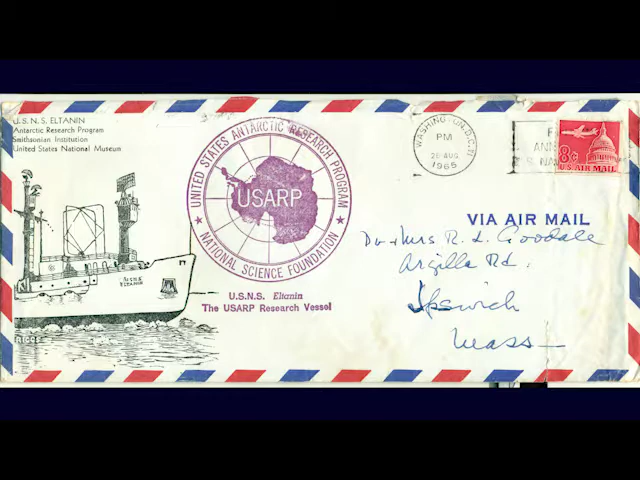 U.S.N.S. ELTANIN
Antarctic Research Program
Smithsonian Institution
United States National Museum
UNITED STATES ANTARCTIC RESEARCH PROGRAM
USARP
★ NATIONAL SCIENCE FOUNDATION ★
U.S.N.S. Eltanin
The USARP Research Vessel
ELTANIN
RIGGS
WASHINGTON, D.C.
PM
25 AUG
1965
8¢
U.S. AIR MAIL
VIA AIR MAIL
Dr & Mrs R. L. Goodale
Argilla Rd.
Ipswich
Mass